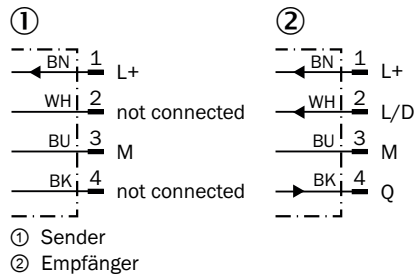 ① ②
BN 1 L+
WH 2 not connected
BU 3 M
BK 4 not connected
BN 1 L+
WH 2 L/D
BU 3 M
BK 4 Q
① Sender
② Empfänger